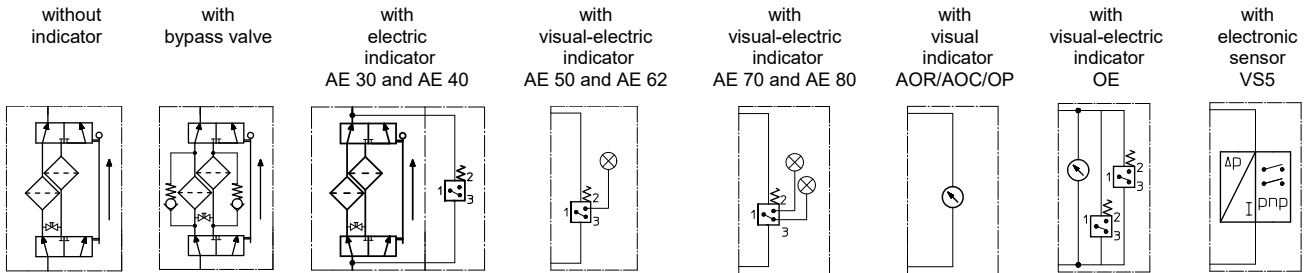 without
indicator
with
bypass valve
with
electric
indicator
AE 30 and AE 40
with
visual-electric
indicator
AE 50 and AE 62
with
visual-electric
indicator
AE 70 and AE 80
with
visual
indicator
AOR/AOC/OP
with
visual-electric
indicator
OE
with
electronic
sensor
VS5
1
2
3
1
2
3
1
2
3
1
2
3
1
2
3
Δp
I
pnp